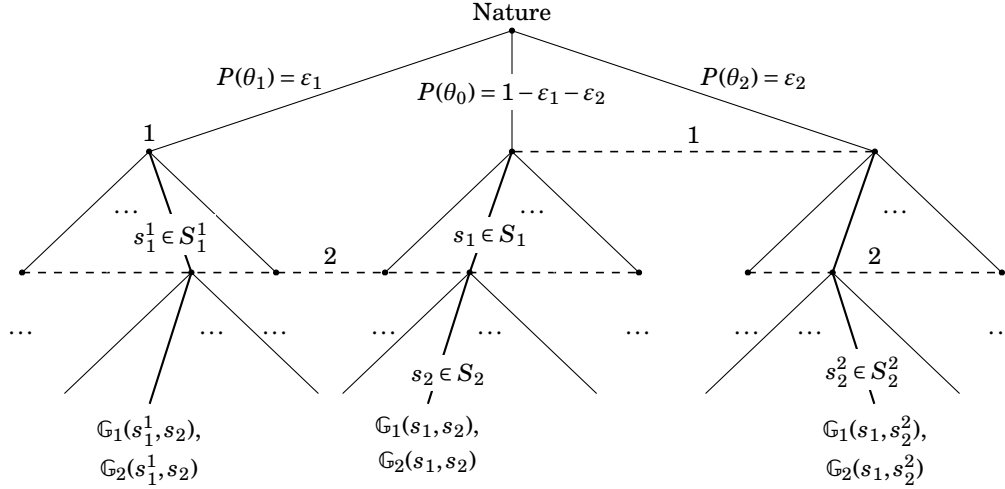 Nature
P(θ₁) = ε₁
P(θ₀) = 1 − ε₁ − ε₂
P(θ₂) = ε₂
1
1
...
s₁¹ ∈ S₁¹
s₁ ∈ S₁
...
...
2
2
...
...
...
...
...
...
...
...
..
s₂ ∈ S₂
s₂² ∈ S₂²
𝔾₁(s₁¹, s₂),
𝔾₂(s₁¹, s₂)
𝔾₁(s₁, s₂),
𝔾₂(s₁, s₂)
𝔾₁(s₁, s₂²),
𝔾₂(s₁, s₂²)